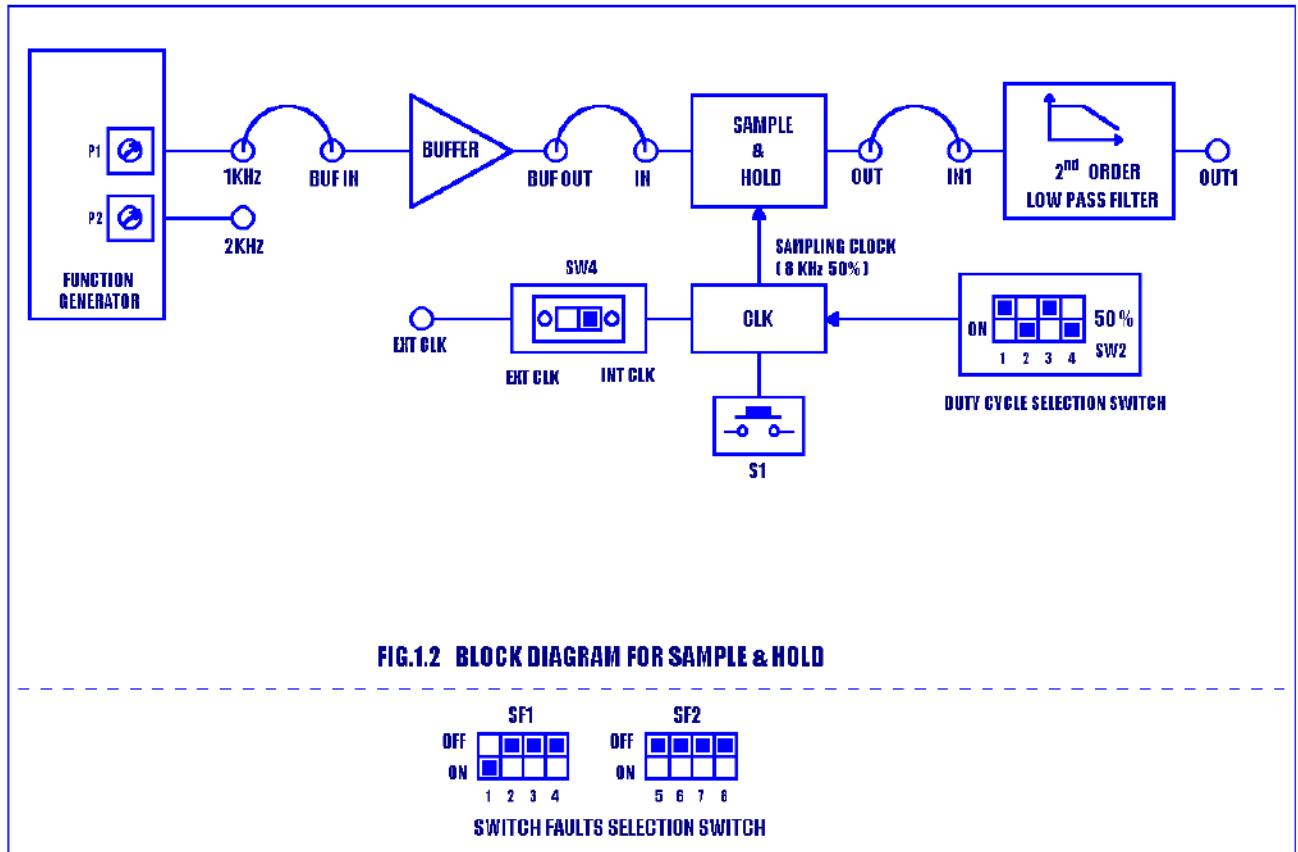 P1
P2
FUNCTION
GENERATOR
1KHz
2KHz
BUF IN
BUFFER
BUF OUT
IN
SAMPLE
&
HOLD
OUT
IN1
2nd ORDER
LOW PASS FILTER
OUT1
SAMPLING CLOCK
( 8 KHz 50% )
SW4
EXT CLK
EXT CLK
INT CLK
CLK
S1
ON
50 %
1 2 3 4
SW2
DUTY CYCLE SELECTION SWITCH
FIG.1.2 BLOCK DIAGRAM FOR SAMPLE & HOLD
SF1
OFF
ON
1 2 3 4
SF2
OFF
ON
5 6 7 8
SWITCH FAULTS SELECTION SWITCH